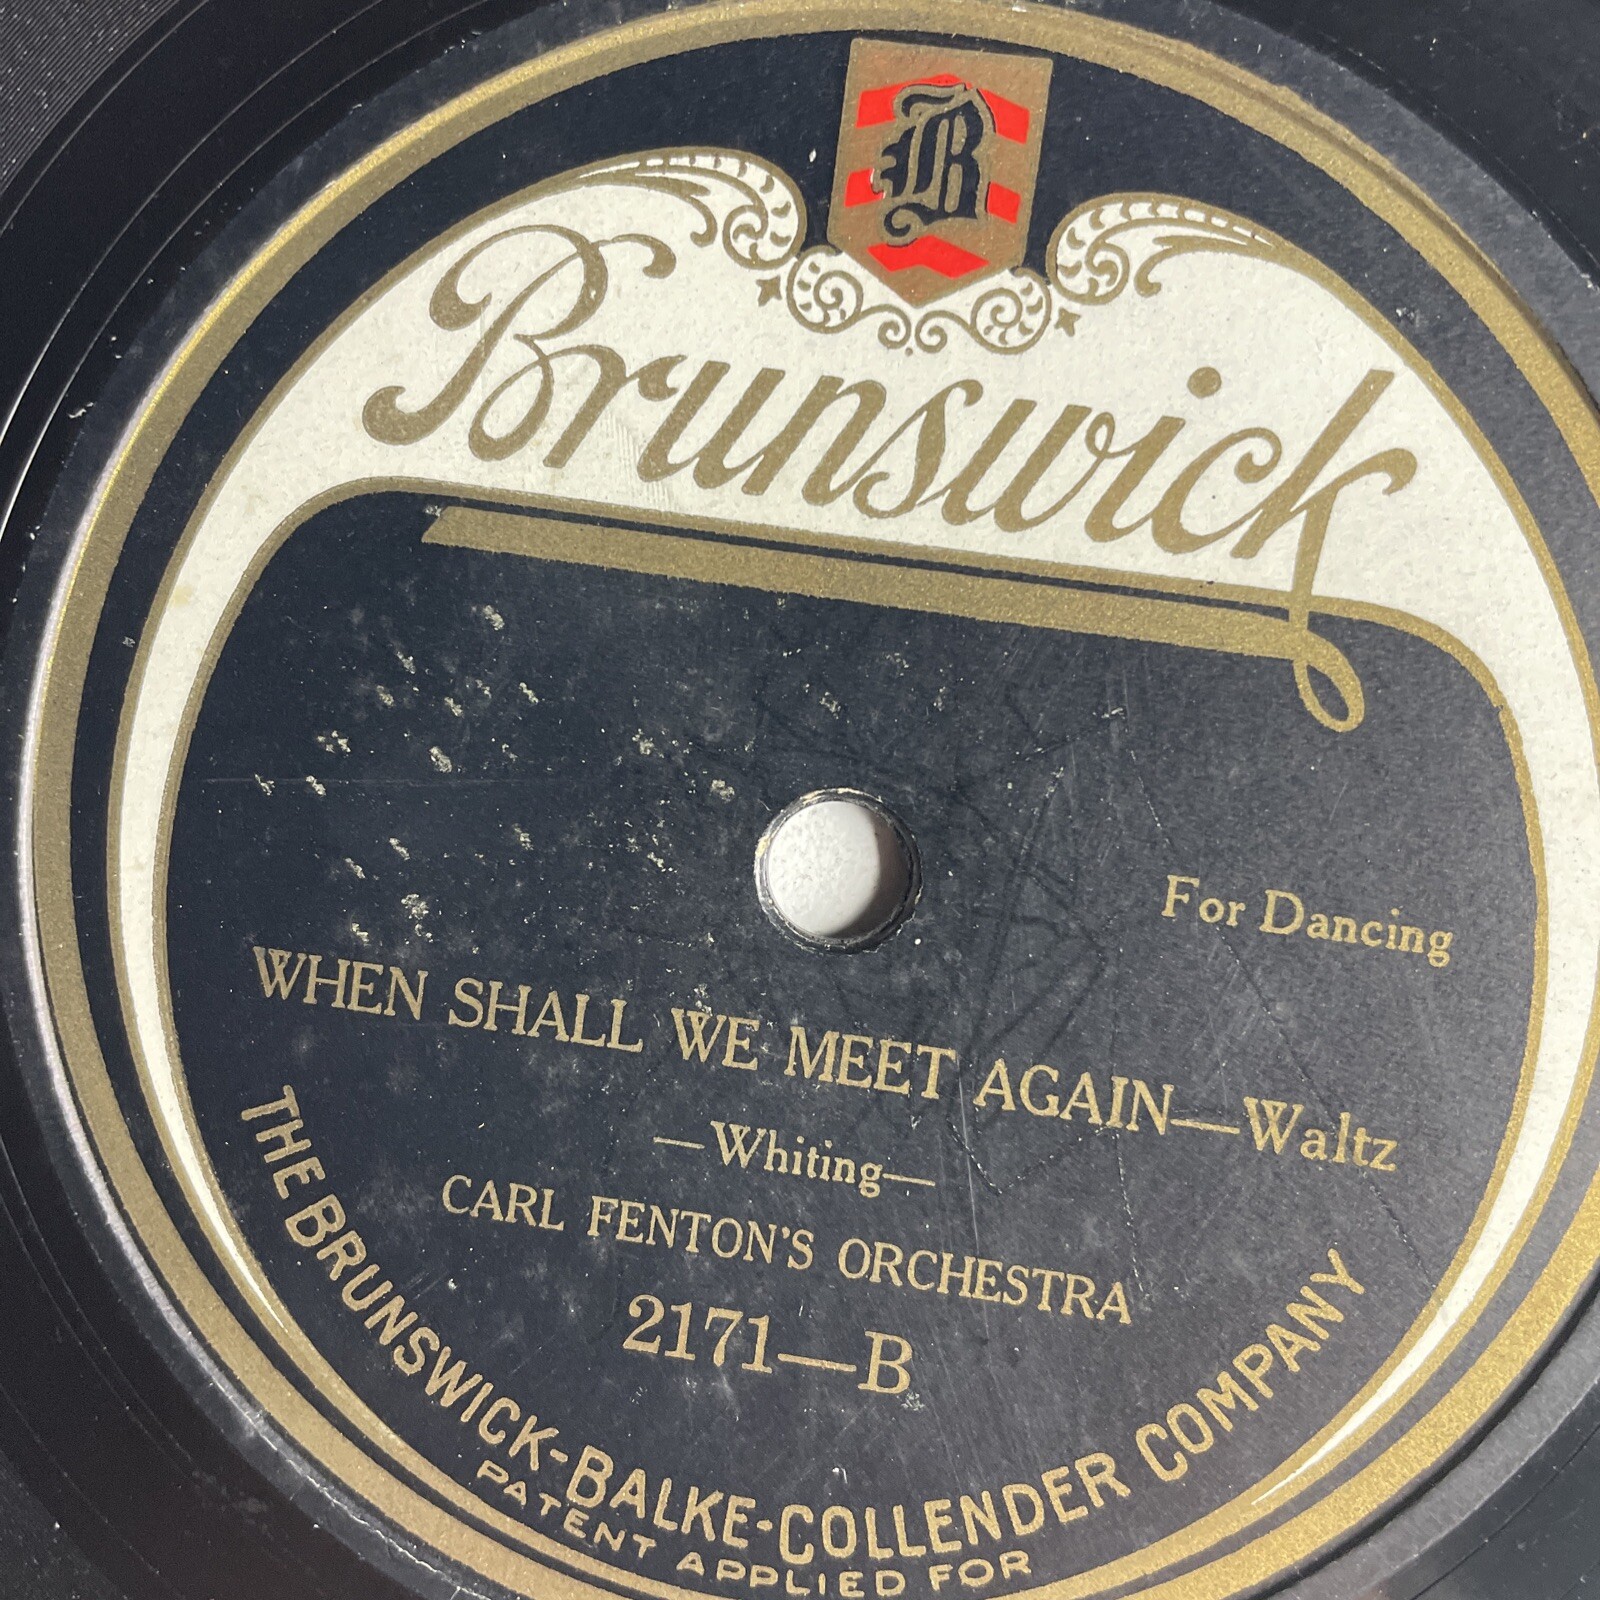 B
Brunswick
For Dancing
WHEN SHALL WE MEET AGAIN—Waltz
—Whiting—
CARL FENTON'S ORCHESTRA
2171—B
THE BRUNSWICK-BALKE-COLLENDER COMPANY
PATENT APPLIED FOR